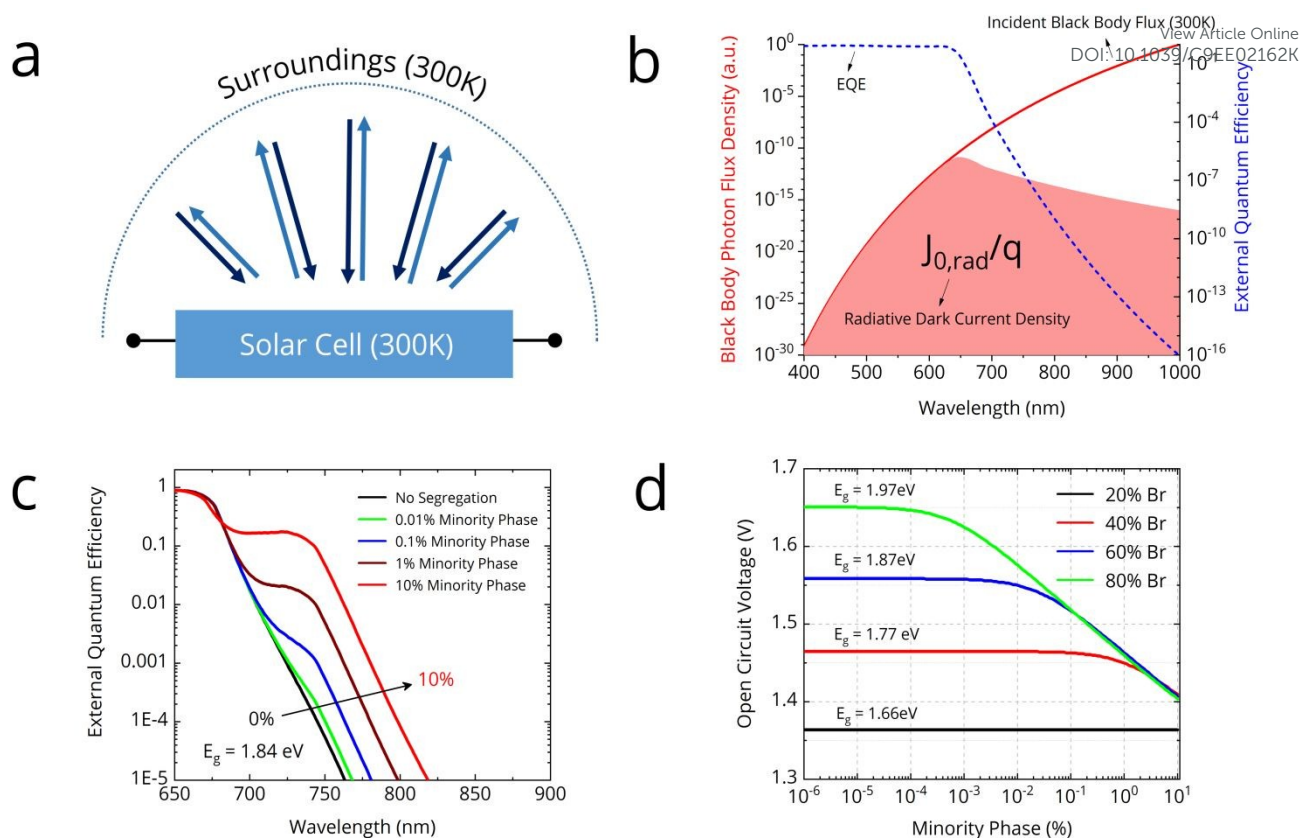 a
Surroundings (300K)
Solar Cell (300K)
b
Incident Black Body Flux (300K)
View Article Online
DOI: 10.1039/C9EE02162K
EQE
J0,rad/q
Radiative Dark Current Density
Black Body Photon Flux Density (a.u.)
10^0
10^-5
10^-10
10^-15
10^-20
10^-25
10^-30
External Quantum Efficiency
10^-1
10^-4
10^-7
10^-10
10^-13
10^-16
400 500 600 700 800 900 1000
Wavelength (nm)
c
External Quantum Efficiency
1
0.1
0.01
0.001
1E-4
1E-5
No Segregation
0.01% Minority Phase
0.1% Minority Phase
1% Minority Phase
10% Minority Phase
10%
0%
Eg = 1.84 eV
650 700 750 800 850 900
Wavelength (nm)
d
Open Circuit Voltage (V)
1.7
1.6
1.5
1.4
1.3
Eg = 1.97eV
Eg = 1.87eV
Eg = 1.77 eV
Eg = 1.66eV
20% Br
40% Br
60% Br
80% Br
10^-6 10^-5 10^-4 10^-3 10^-2 10^-1 10^0 10^1
Minority Phase (%)